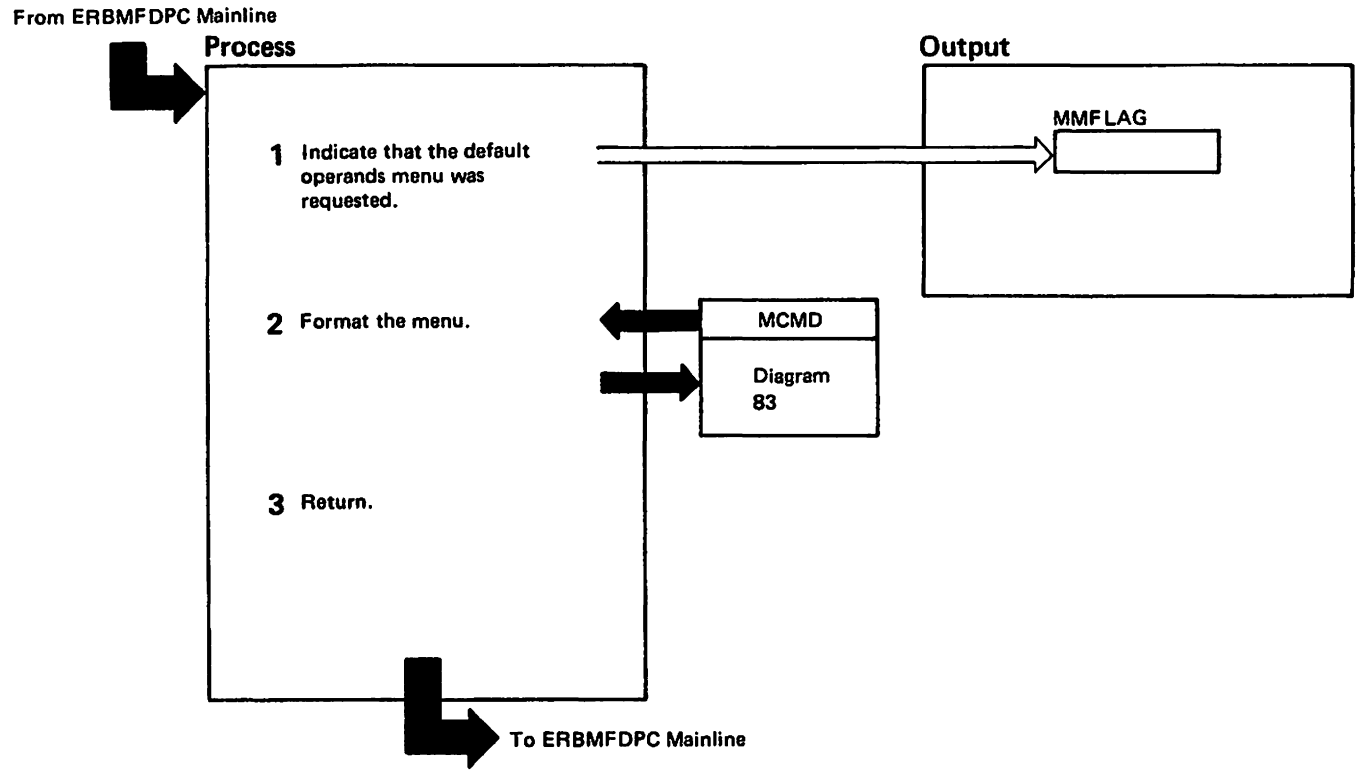 From ERBMFDPC Mainline
Process
Output
MMFLAG
1 Indicate that the default
operands menu was
requested.
2 Format the menu.
MCMD
Diagram
83
3 Return.
To ERBMFDPC Mainline